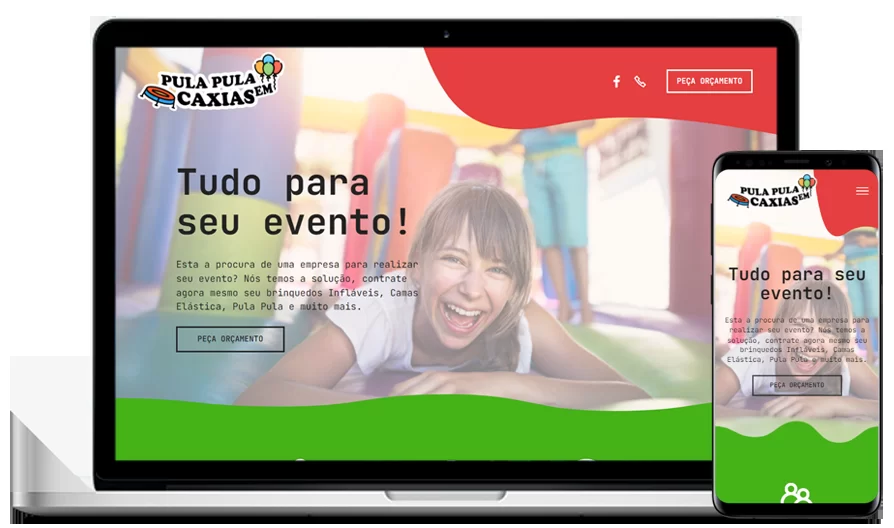 PULA PULA
EM
CAXIAS
PEÇA ORÇAMENTO
Tudo para
seu evento!
Esta a procura de uma empresa para realizar
seu evento? Nós temos a solução, contrate
agora mesmo seu brinquedos Infláveis, Camas
Elástica, Pula Pula e muito mais.
PEÇA ORÇAMENTO
PULA PULA
EM
CAXIAS
Tudo para seu
evento!
Esta a procura de uma empresa para
realizar seu evento? Nós temos a
solução, contrate agora mesmo seu
brinquedos Infláveis, Camas
Elástica, Pula Pula e muito mais.
PEÇA ORÇAMENTO